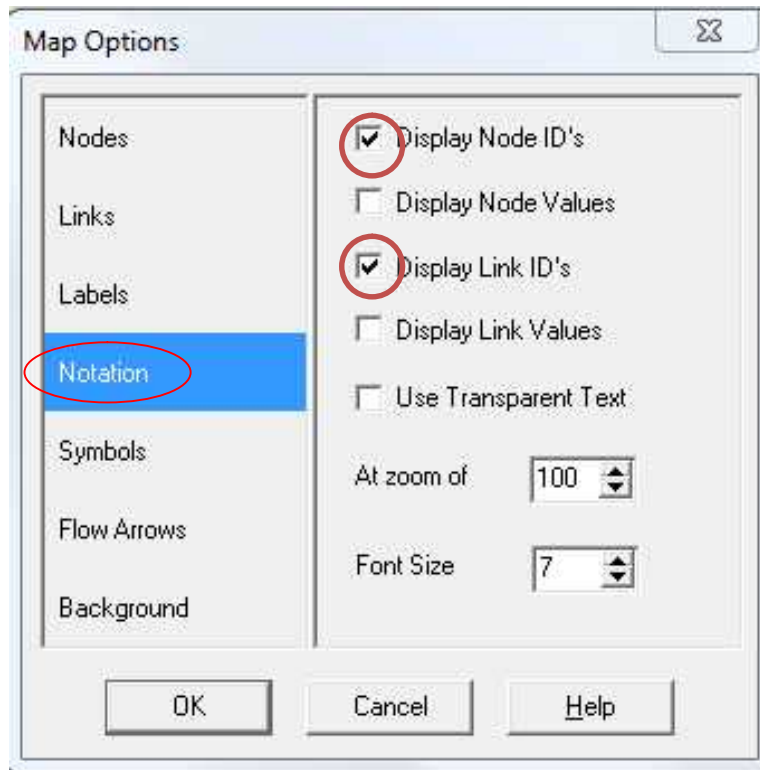 Map Options
Nodes
Links
Labels
Notation
Symbols
Flow Arrows
Background
Display Node ID's
Display Node Values
Display Link ID's
Display Link Values
Use Transparent Text
At zoom of 100
Font Size 7
OK Cancel Help